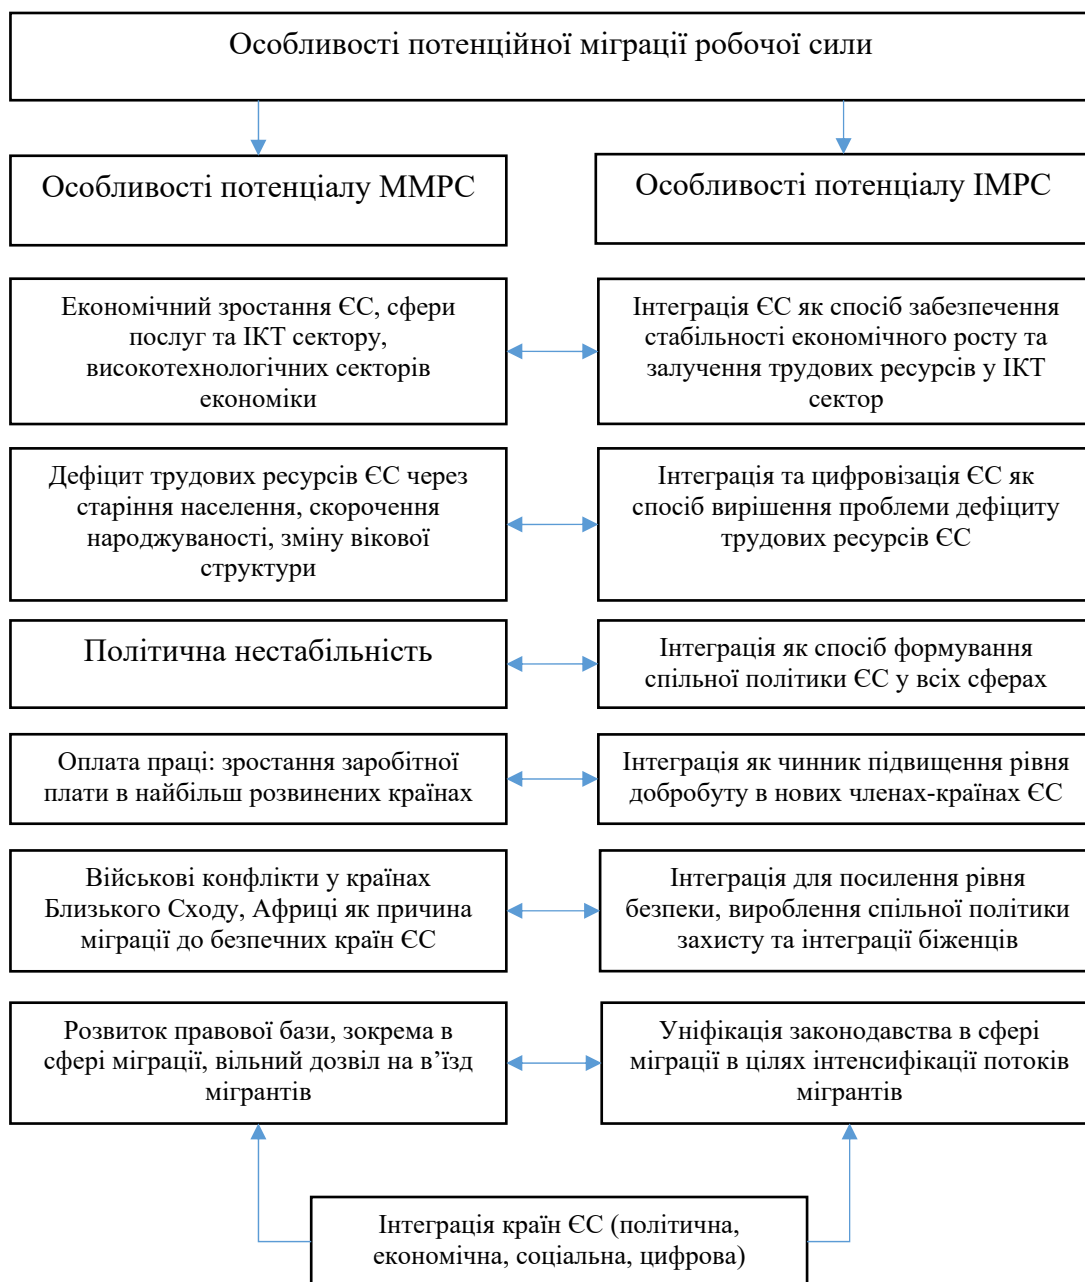 Особливості потенційної міграції робочої сили
Особливості потенціалу ММРС
Особливості потенціалу ІМРС
Економічний зростання ЄС, сфери
послуг та ІКТ сектору,
високотехнологічних секторів
економіки
Інтеграція ЄС як спосіб забезпечення
стабільності економічного росту та
залучення трудових ресурсів у ІКТ
сектор
Дефіцит трудових ресурсів ЄС через
старіння населення, скорочення
народжуваності, зміну вікової
структури
Інтеграція та цифровізація ЄС як
спосіб вирішення проблеми дефіциту
трудових ресурсів ЄС
Політична нестабільність
Інтеграція як спосіб формування
спільної політики ЄС у всіх сферах
Оплата праці: зростання заробітної
плати в найбільш розвинених країнах
Інтеграція як чинник підвищення рівня
добробуту в нових членах-країнах ЄС
Військові конфлікти у країнах
Близького Сходу, Африці як причина
міграції до безпечних країн ЄС
Інтеграція для посилення рівня
безпеки, вироблення спільної політики
захисту та інтеграції біженців
Розвиток правової бази, зокрема в
сфері міграції, вільний дозвіл на в’їзд
мігрантів
Уніфікація законодавства в сфері
міграції в цілях інтенсифікації потоків
мігрантів
Інтеграція країн ЄС (політична,
економічна, соціальна, цифрова)